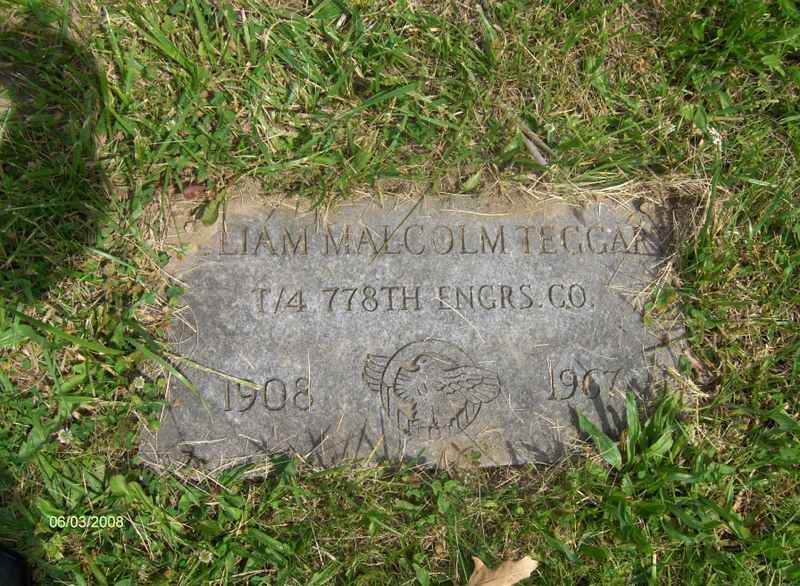 LIAM MALCOLM TEGGAR
T/4 778TH ENGRS. CO.
1908 1967
06/03/2008